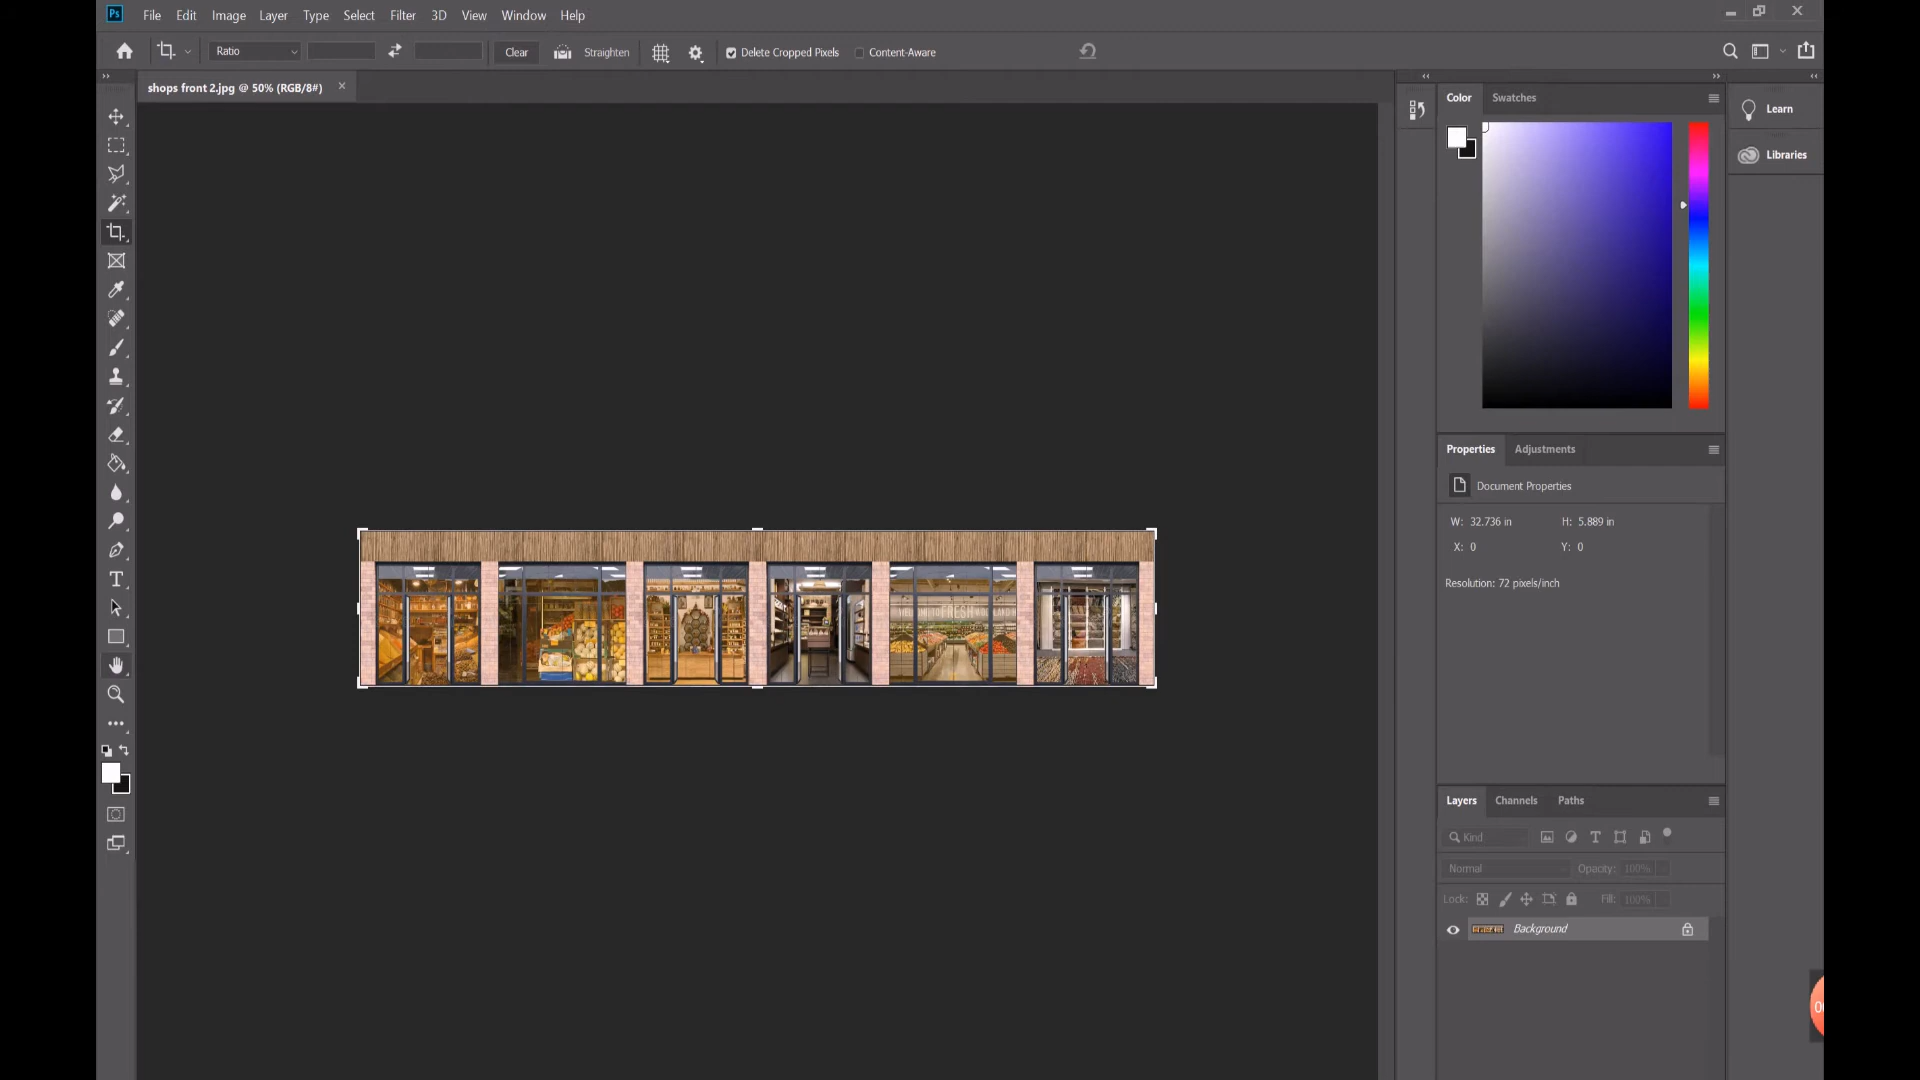 Ps File Edit Image Layer Type Select Filter 3D View Window Help
Ratio Clear Straighten Delete Cropped Pixels Content-Aware
shops front 2.jpg @ 50% (RGB/8#) ×
Color Swatches
Learn
Libraries
Properties Adjustments
Document Properties
W: 32.736 in H: 5.889 in
X: 0 Y: 0
Resolution: 72 pixels/inch
FRESH
Layers Channels Paths
Kind
Normal Opacity: 100%
Lock: Fill: 100%
Background